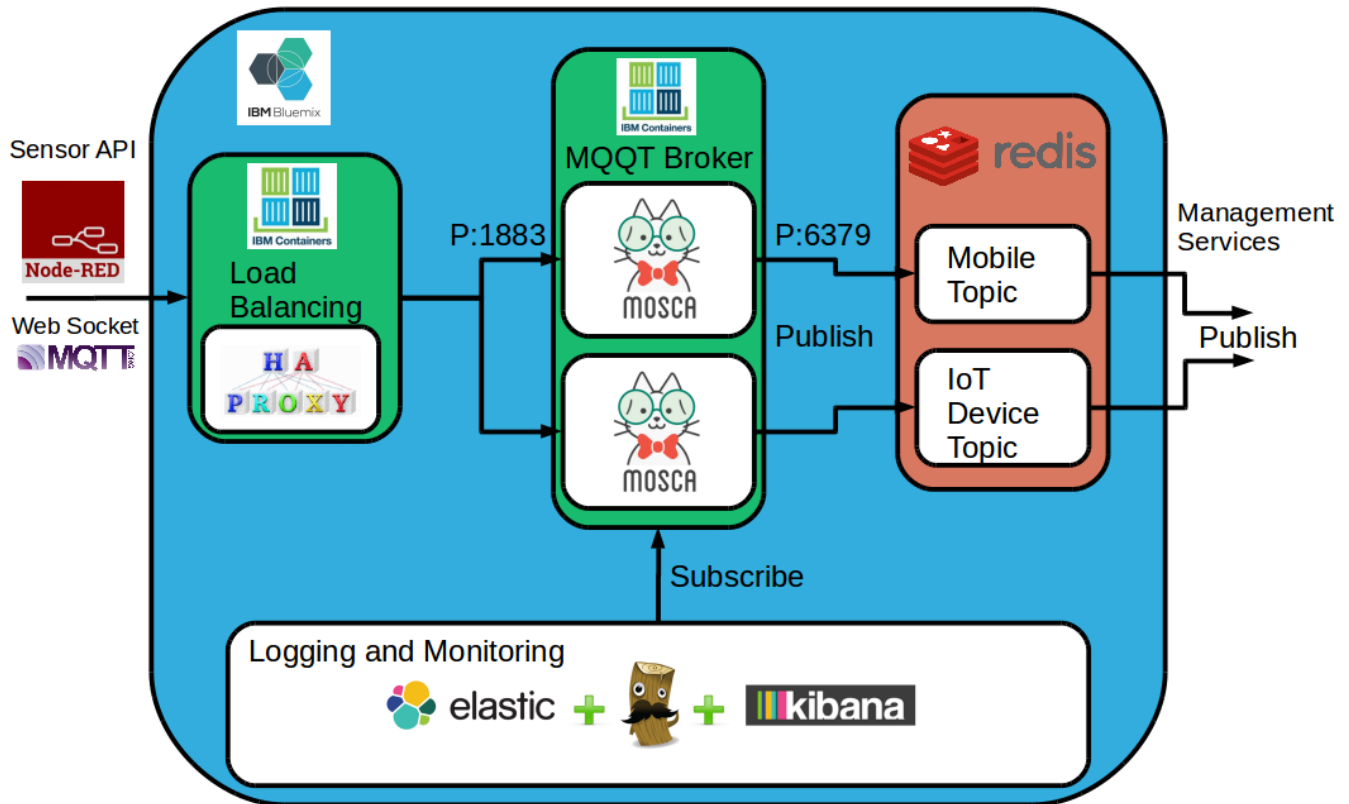 IBM Bluemix
Sensor API
Node-RED
Web Socket
MQTT
IBM Containers
Load
Balancing
H A
PROXY
P:1883
IBM Containers
MQQT Broker
MOSCA
MOSCA
P:6379
Publish
redis
Mobile
Topic
IoT
Device
Topic
Management
Services
Publish
Subscribe
Logging and Monitoring
elastic + + kibana